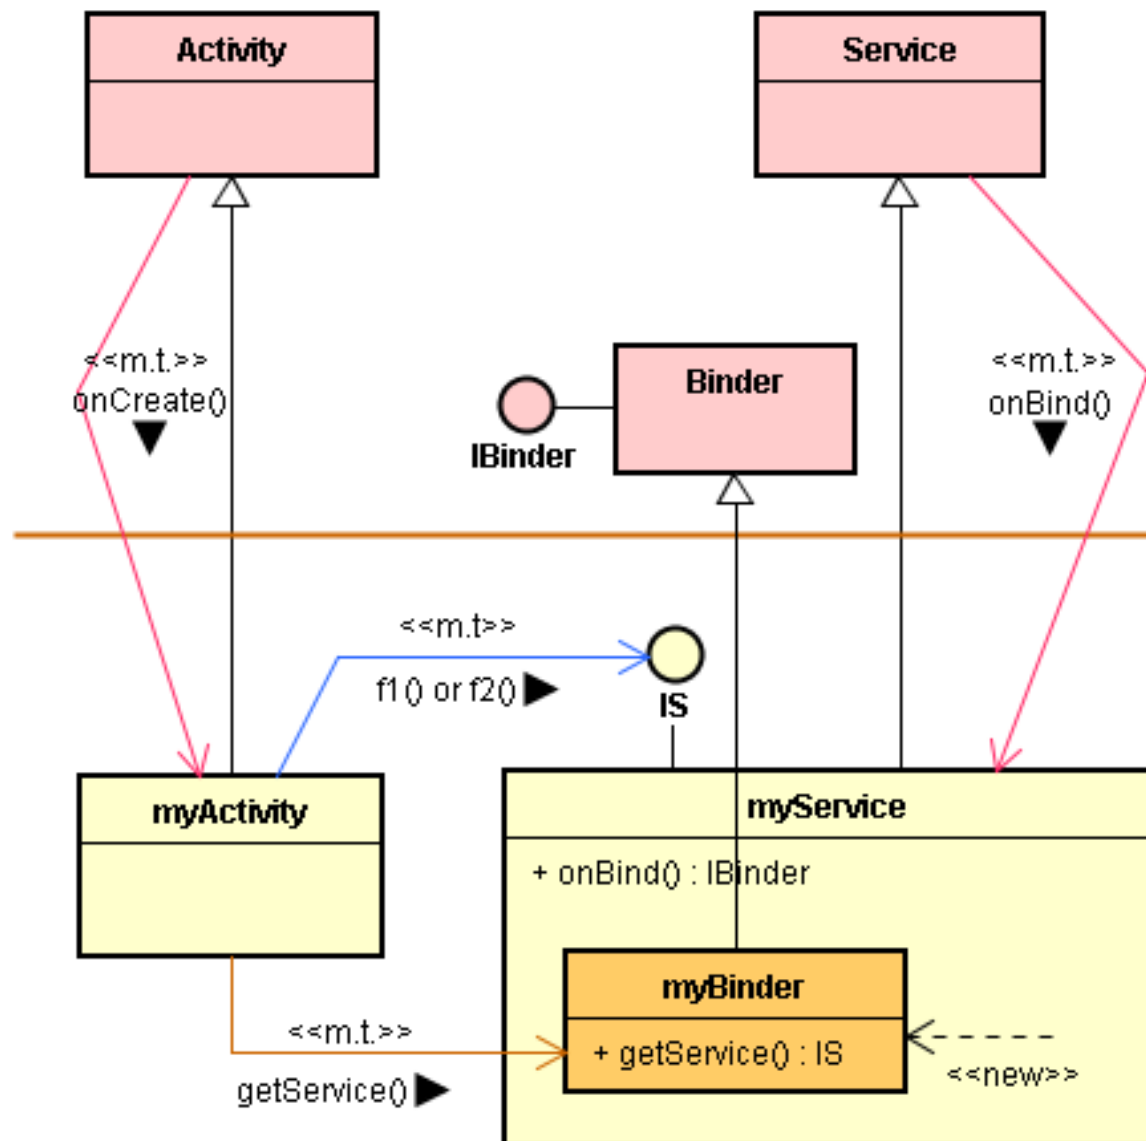 Activity
Service
<<m.t.>>
onCreate()
<<m.t.>>
onBind()
Binder
IBinder
<<m.t>>
f1() or f2()
IS
myActivity
myService
+ onBind() : IBinder
myBinder
+ getService() : IS
<<m.t.>>
getService()
<<new>>